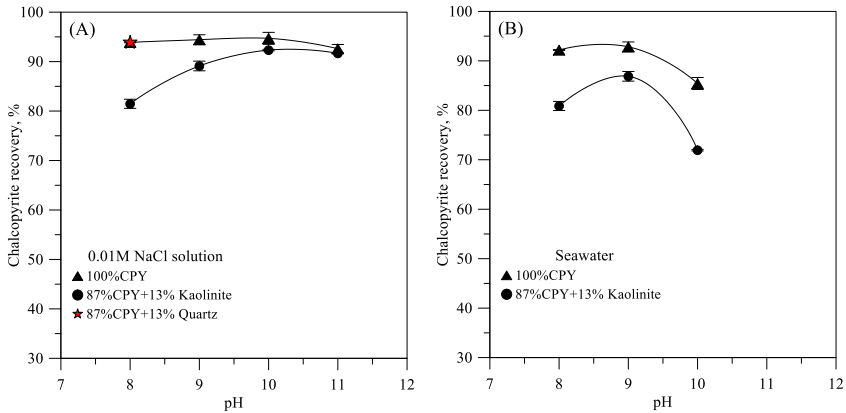 (A)
100
90
80
70
60
50
40
30
Chalcopyrite recovery, %
0.01M NaCl solution
100%CPY
87%CPY+13% Kaolinite
87%CPY+13% Quartz
7 8 9 10 11 12
pH
(B)
100
90
80
70
60
50
40
30
Chalcopyrite recovery, %
Seawater
100%CPY
87%CPY+13% Kaolinite
7 8 9 10 11 12
pH